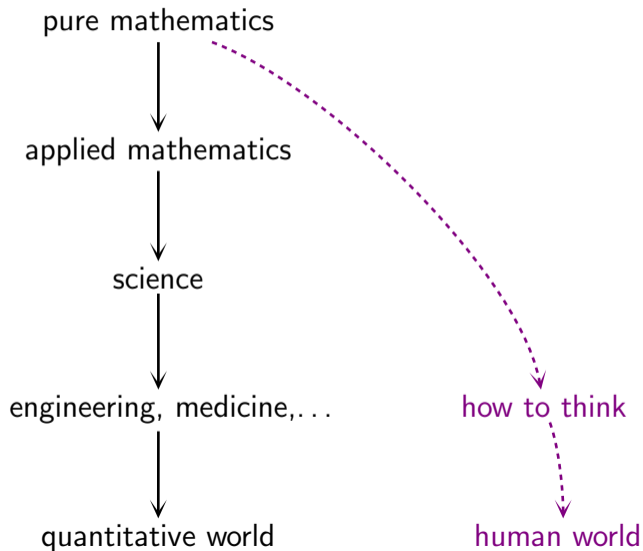 pure mathematics
applied mathematics
science
engineering, medicine,...
how to think
quantitative world
human world